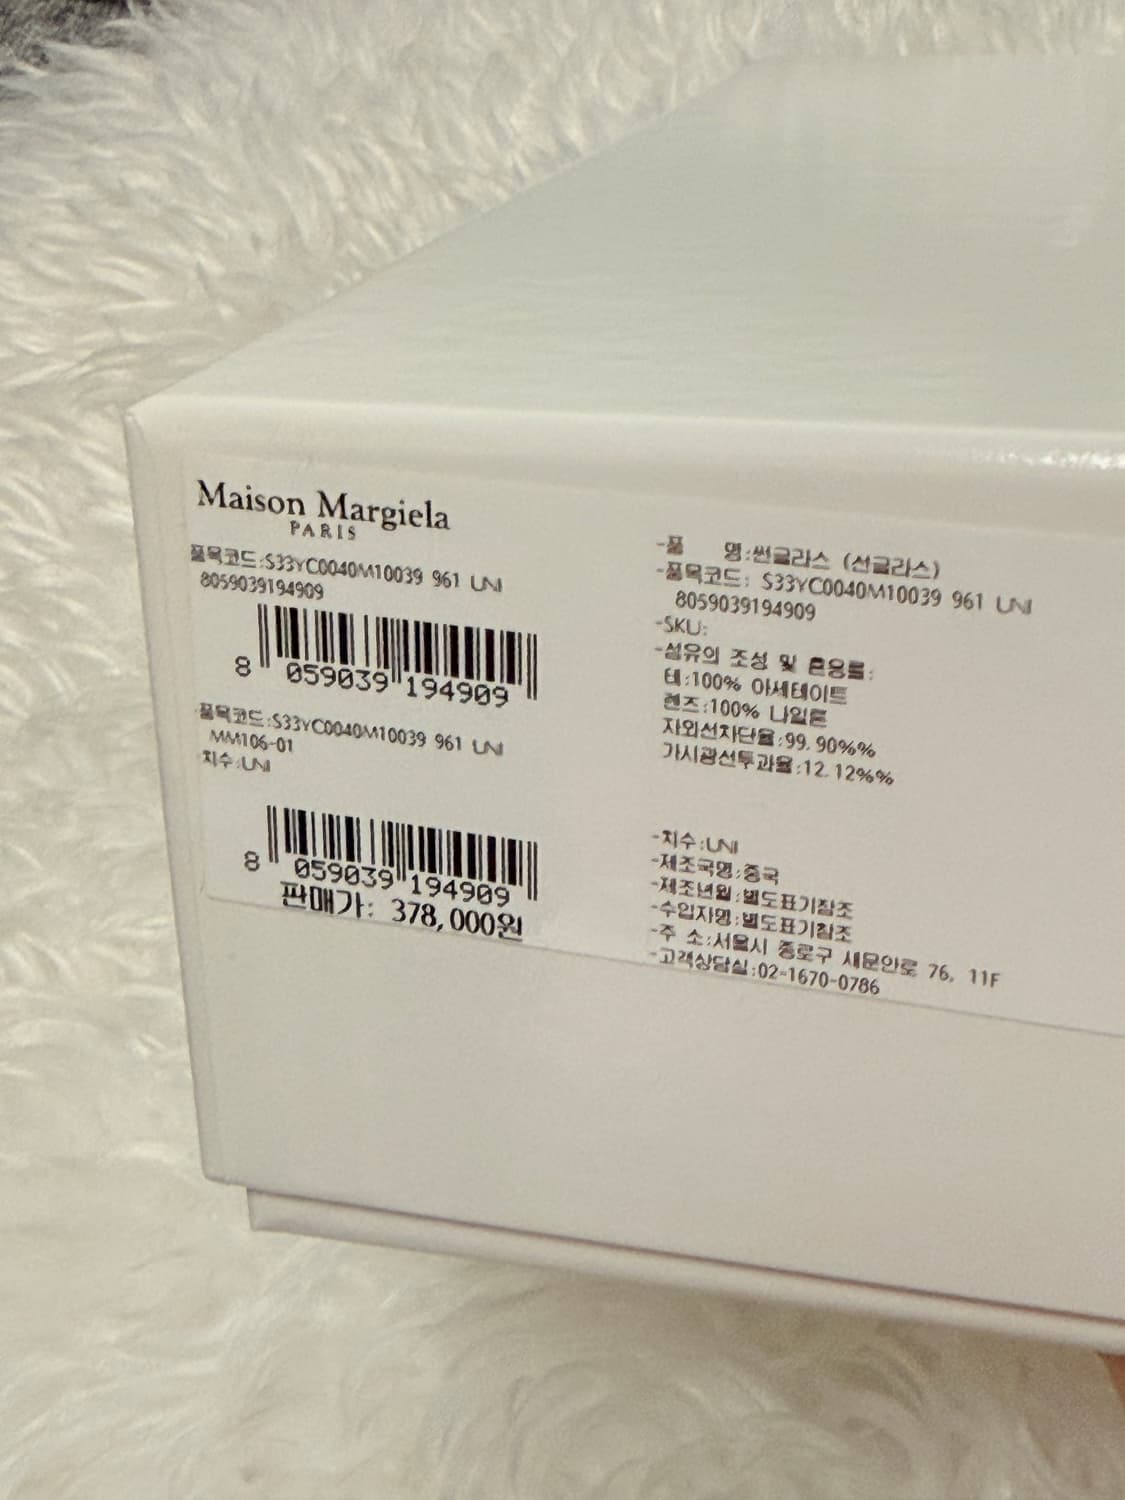 Maison Margiela
PARIS
품목코드:S33YC0040M10039 961 UNI
8059039194909
8 059039 194909
품목코드:S33YC0040M10039 961 UNI
MM106-01
치수:UNI
8 059039 194909
판매가: 378,000원
-품 명:썬글라스 (선글라스)
-품목코드: S33YC0040M10039 961 UNI
8059039194909
-SKU:
-섬유의 조성 및 혼용률:
테:100% 아세테이트
렌즈:100% 나일론
자외선차단율:99.90%%
가시광선투과율:12.12%%
-치수:UNI
-제조국명:중국
-제조년월:별도표기참조
-수입자명:별도표기참조
-주 소:서울시 종로구 새문안로 76, 11F
-고객상담실:02-1670-0786